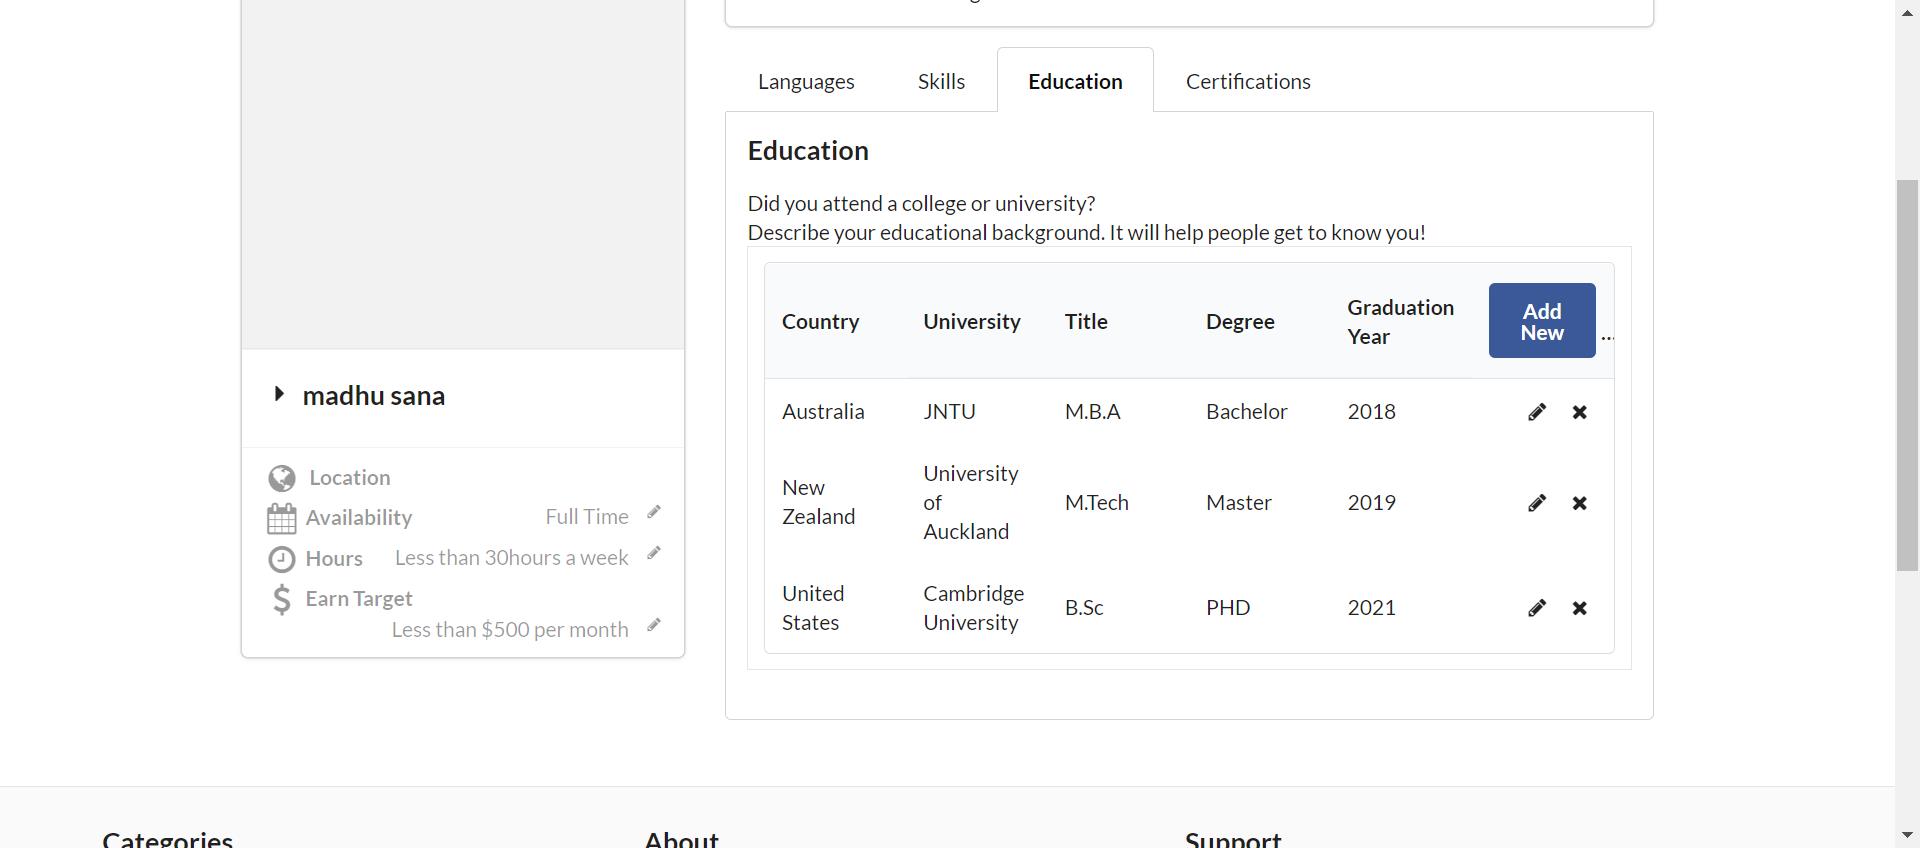 Languages
Skills
Education
Certifications
Education
Did you attend a college or university?
Describe your educational background. It will help people get to know you!
Country
University
Title
Degree
Graduation
Year
Add
New
...
Australia
JNTU
M.B.A
Bachelor
2018
New
Zealand
University
of
Auckland
M.Tech
Master
2019
United
States
Cambridge
University
B.Sc
PHD
2021
madhu sana
Location
Availability
Full Time
Hours
Less than 30hours a week
Earn Target
Less than $500 per month
Categories
About
Support